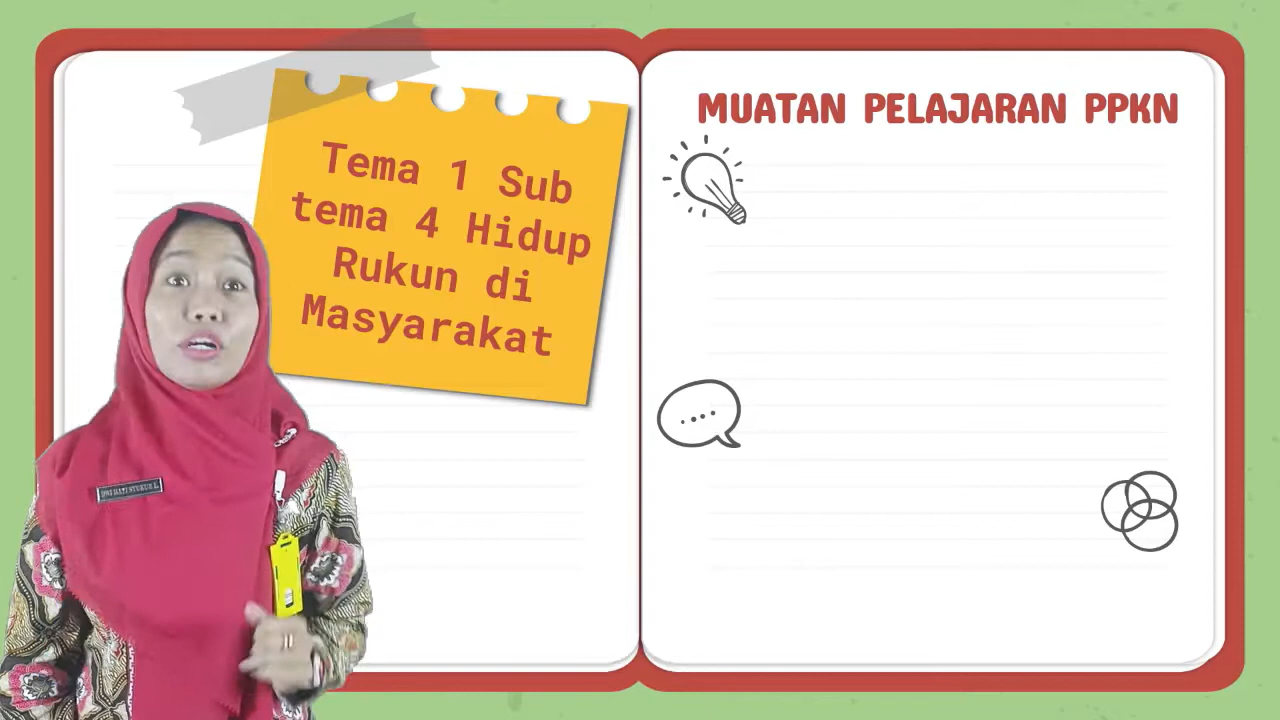 Tema 1 Sub
tema 4 Hidup
Rukun di
Masyarakat
MUATAN PELAJARAN PPKN